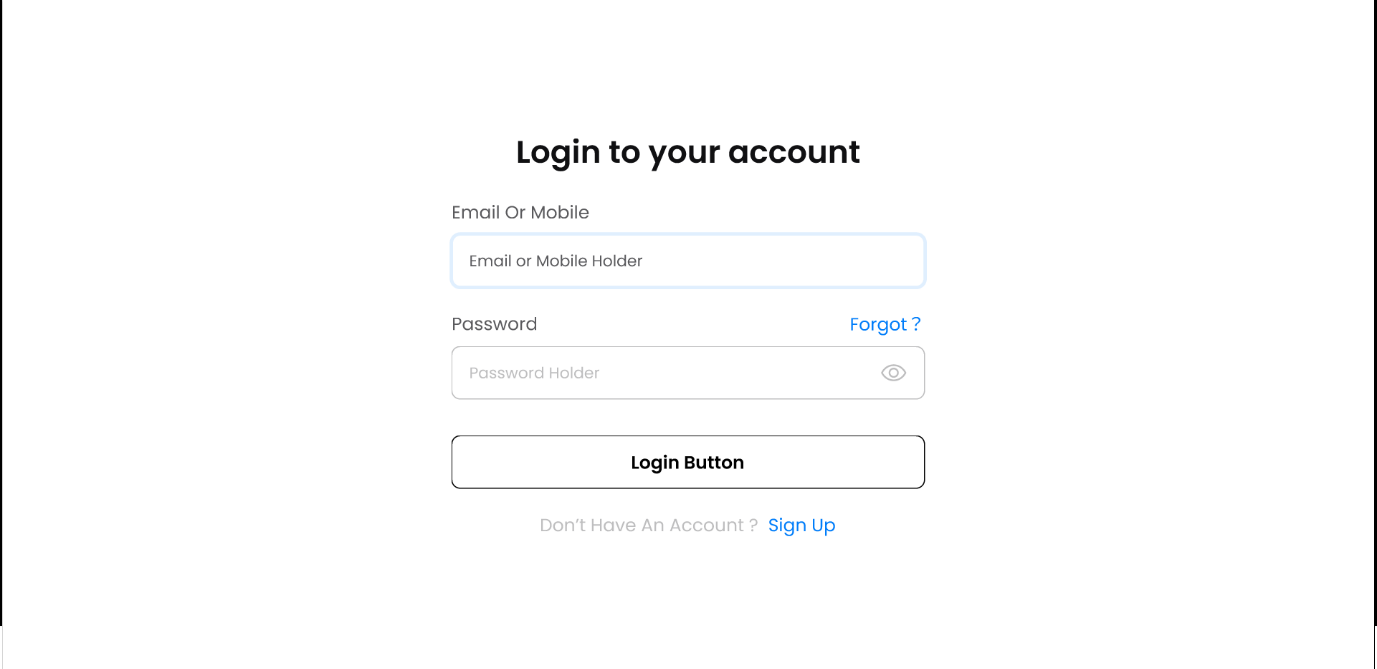 Login to your account
Email Or Mobile
Email or Mobile Holder
Password Forgot ?
Password Holder
Login Button
Don’t Have An Account ? Sign Up